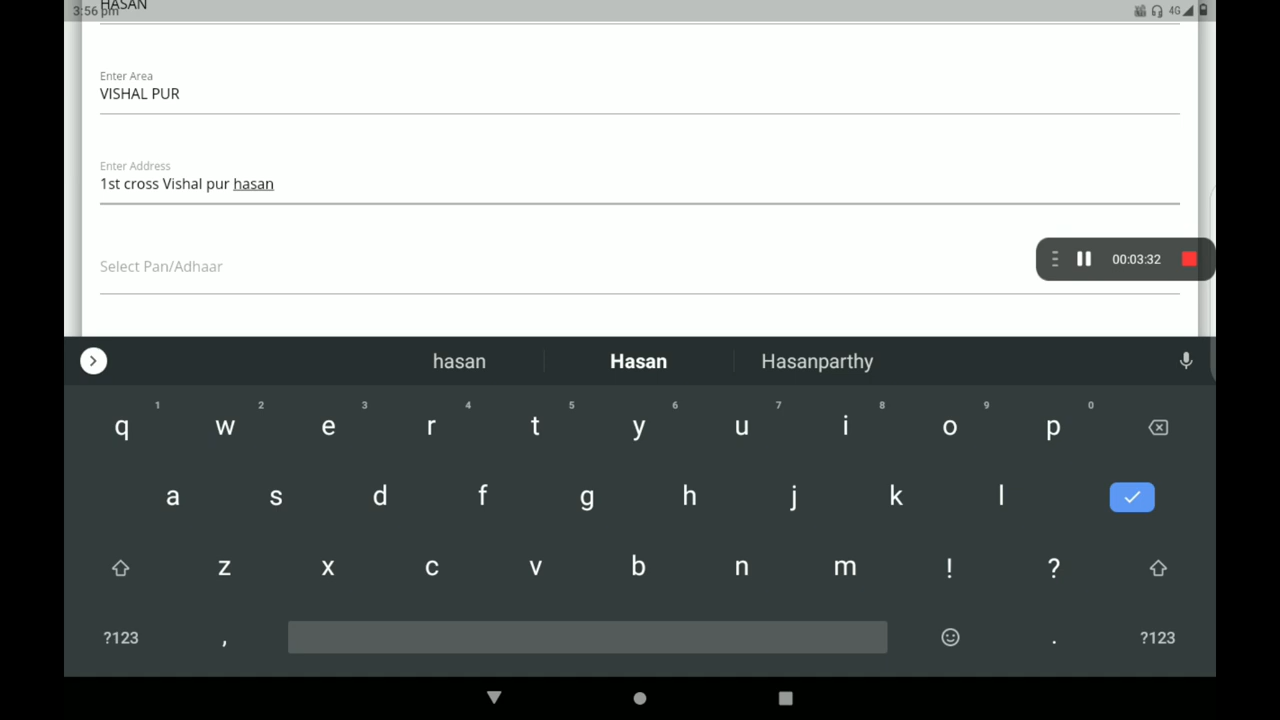 HASAN
3:56 pm
4G
Enter Area
VISHAL PUR
Enter Address
1st cross Vishal pur hasan
Select Pan/Adhaar
00:03:32
hasan Hasan Hasanparthy
1 2 3 4 5 6 7 8 9 0
q w e r t y u i o p
a s d f g h j k l
z x c v b n m ! ?
?123 , . ?123